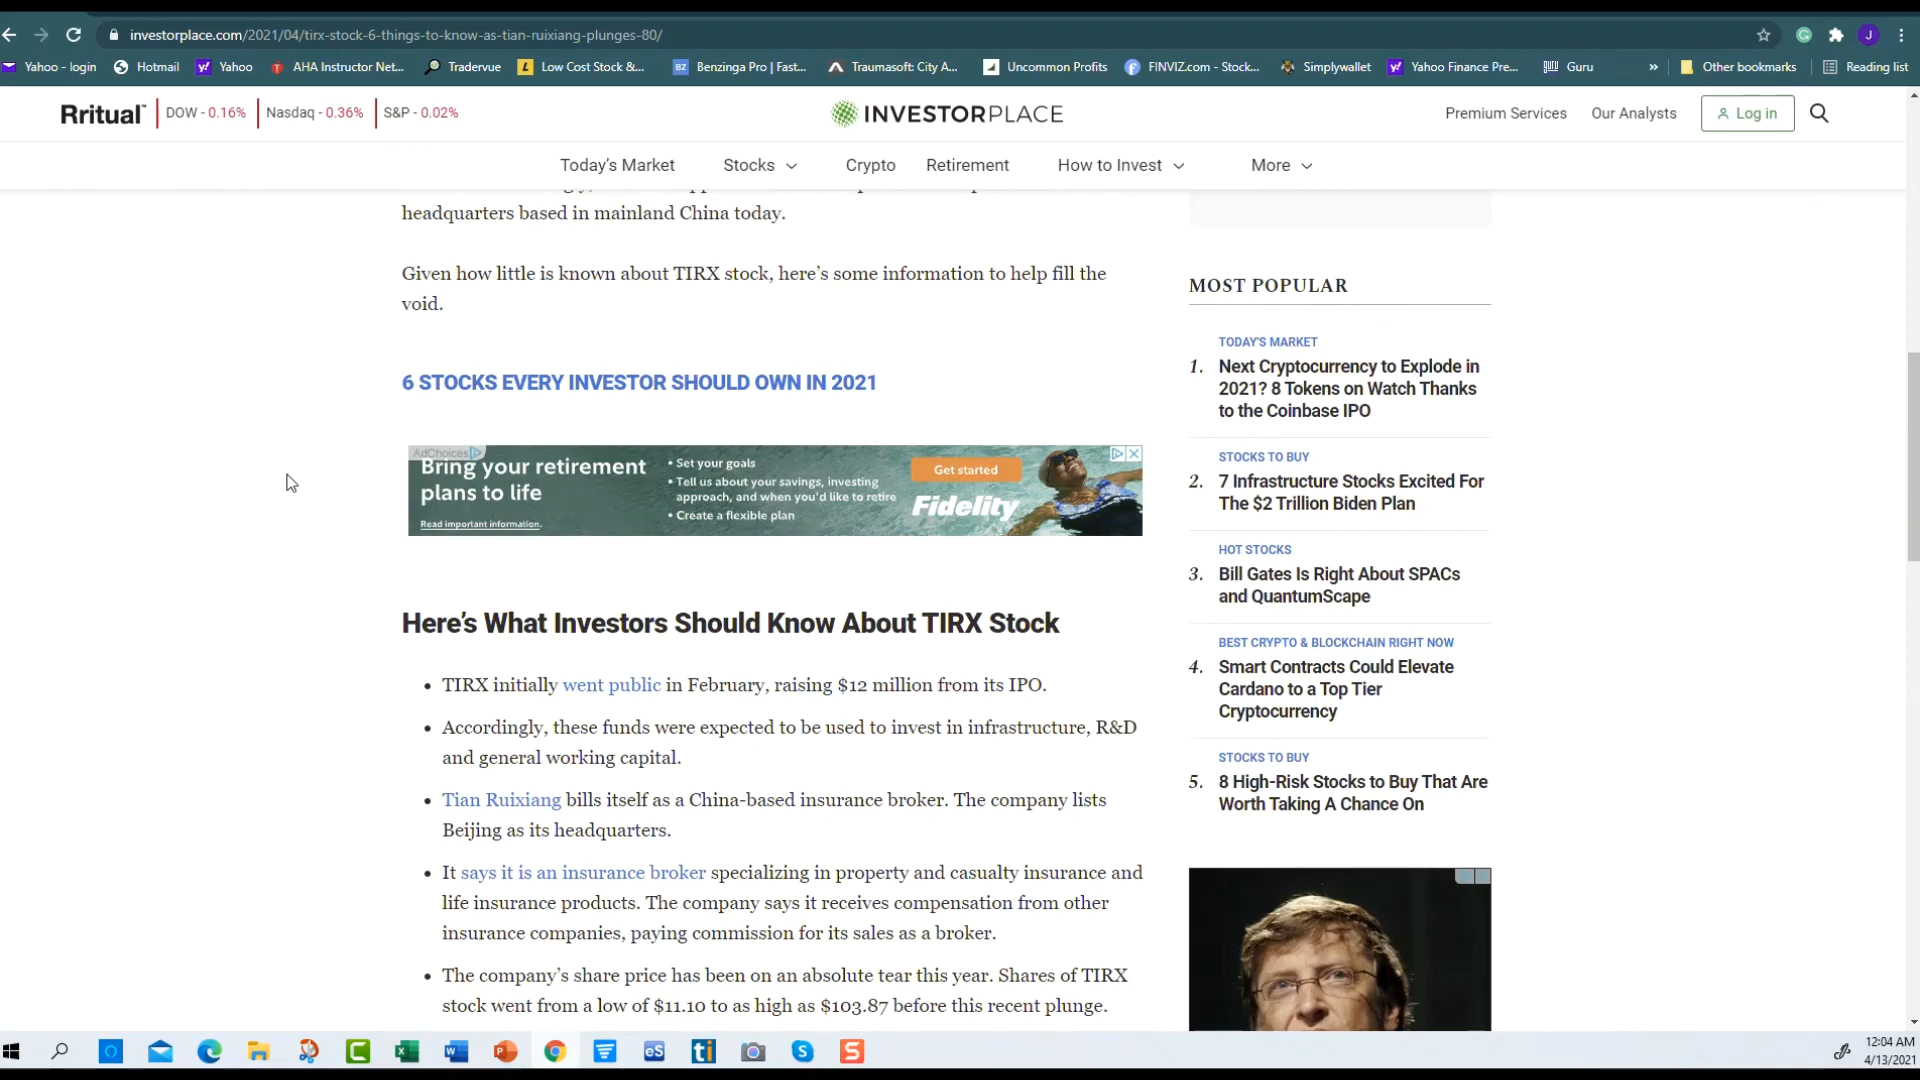 investorplace.com/2021/04/tirx-stock-6-things-to-know-as-tian-ruixiang-plunges-80/
Yahoo - login
Hotmail
Yahoo
AHA Instructor Net...
Tradervue
Low Cost Stock &...
Benzinga Pro | Fast...
Traumasoft: City A...
Uncommon Profits
FINVIZ.com - Stock...
Simplywallet
Yahoo Finance Pre...
Guru
»
Other bookmarks
Reading list
Rritual™
DOW - 0.16%
Nasdaq - 0.36%
S&P - 0.02%
INVESTORPLACE
Premium Services
Our Analysts
Log in
Today's Market
Stocks
Crypto
Retirement
How to Invest
More
headquarters based in mainland China today.
Given how little is known about TIRX stock, here's some information to help fill the
void.
6 STOCKS EVERY INVESTOR SHOULD OWN IN 2021
AdChoices
Bring your retirement
plans to life
Read important information.
• Set your goals
• Tell us about your savings, investing
approach, and when you'd like to retire
• Create a flexible plan
Get started
Fidelity
Here's What Investors Should Know About TIRX Stock
• TIRX initially went public in February, raising $12 million from its IPO.
• Accordingly, these funds were expected to be used to invest in infrastructure, R&D
and general working capital.
• Tian Ruixiang bills itself as a China-based insurance broker. The company lists
Beijing as its headquarters.
• It says it is an insurance broker specializing in property and casualty insurance and
life insurance products. The company says it receives compensation from other
insurance companies, paying commission for its sales as a broker.
• The company's share price has been on an absolute tear this year. Shares of TIRX
stock went from a low of $11.10 to as high as $103.87 before this recent plunge.
MOST POPULAR
TODAY'S MARKET
1. Next Cryptocurrency to Explode in
2021? 8 Tokens on Watch Thanks
to the Coinbase IPO
STOCKS TO BUY
2. 7 Infrastructure Stocks Excited For
The $2 Trillion Biden Plan
HOT STOCKS
3. Bill Gates Is Right About SPACs
and QuantumScape
BEST CRYPTO & BLOCKCHAIN RIGHT NOW
4. Smart Contracts Could Elevate
Cardano to a Top Tier
Cryptocurrency
STOCKS TO BUY
5. 8 High-Risk Stocks to Buy That Are
Worth Taking A Chance On
12:04 AM
4/13/2021